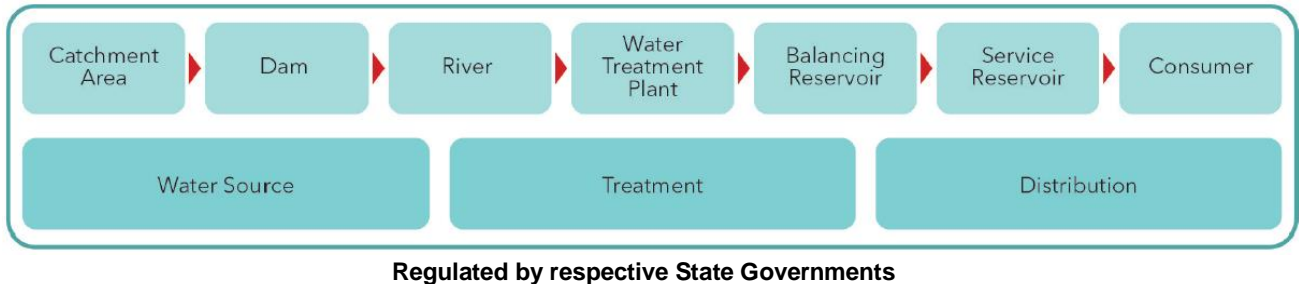 Catchment
Area
Dam
River
Water
Treatment
Plant
Balancing
Reservoir
Service
Reservoir
Consumer
Water Source
Treatment
Distribution
Regulated by respective State Governments